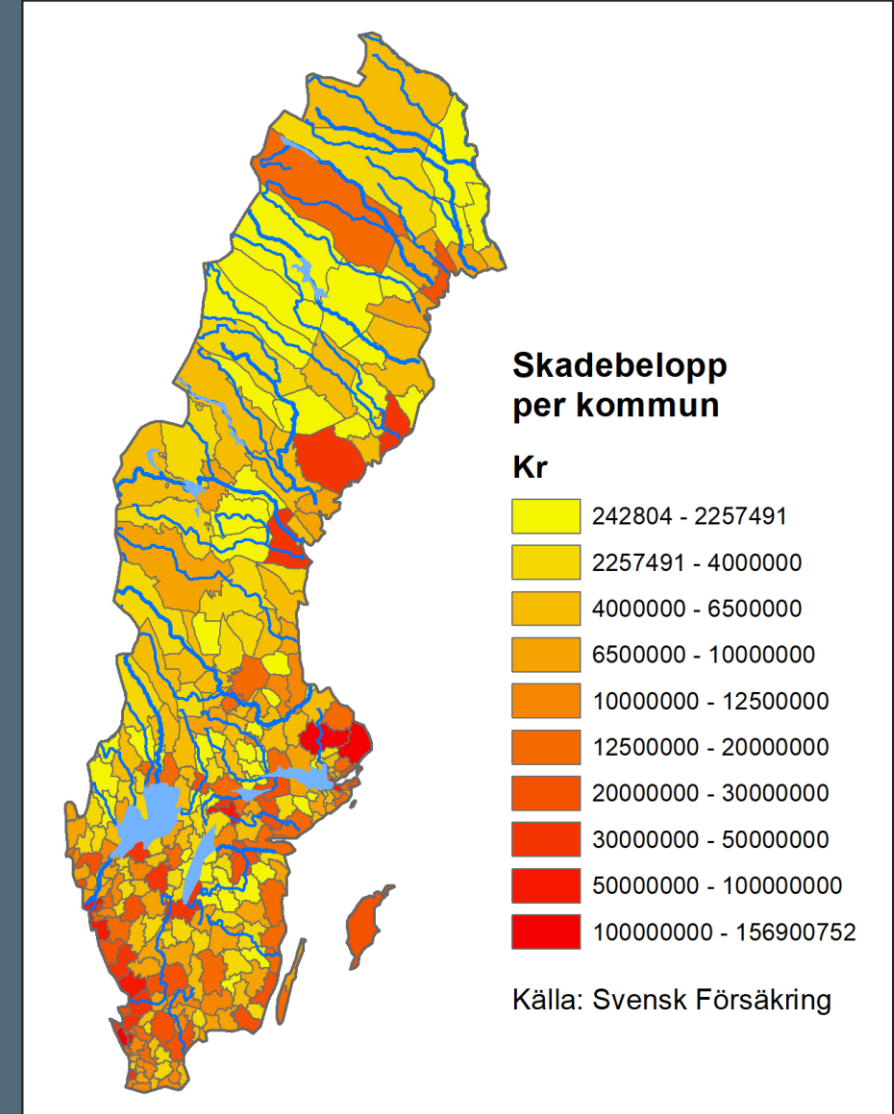 Skadebelopp
per kommun
Kr
242804 - 2257491
2257491 - 4000000
4000000 - 6500000
6500000 - 10000000
10000000 - 12500000
12500000 - 20000000
20000000 - 30000000
30000000 - 50000000
50000000 - 100000000
100000000 - 156900752
Källa: Svensk Försäkring